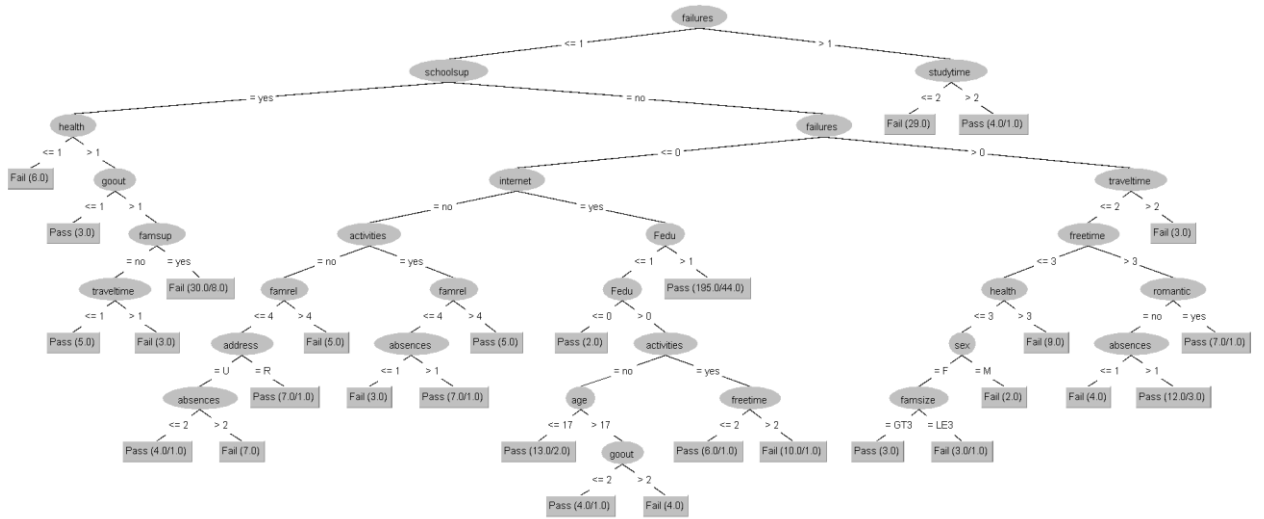 failures
<= 1 > 1
schoolsup studytime
= yes = no <= 2 > 2
health failures Fail (29.0) Pass (4.0/1.0)
<= 1 > 1 <= 0 > 0
Fail (6.0) goout internet traveltime
<= 1 > 1 = no = yes <= 2 > 2
Pass (3.0) famsup activities Fedu freetime Fail (3.0)
= no = yes = no = yes <= 1 > 1 <= 3 > 3
traveltime Fail (30.0/8.0) famrel famrel Fedu Pass (195.0/44.0) health romantic
<= 1 > 1 <= 4 > 4 <= 4 > 4 <= 0 > 0 <= 3 > 3 = no = yes
Pass (5.0) Fail (3.0) address Fail (5.0) absences Pass (5.0) Pass (2.0) activities sex Fail (9.0) absences Pass (7.0/1.0)
= U = R <= 1 > 1 = no = yes = F = M <= 1 > 1
absences Pass (7.0/1.0) Fail (3.0) Pass (7.0/1.0) age freetime famsize Fail (2.0) Fail (4.0) Pass (12.0/3.0)
<= 2 > 2 <= 17 > 17 <= 2 > 2 = GT3 = LE3
Pass (4.0/1.0) Fail (7.0) Pass (13.0/2.0) goout Pass (6.0/1.0) Fail (10.0/1.0) Pass (3.0) Fail (3.0/1.0)
<= 2 > 2
Pass (4.0/1.0) Fail (4.0)